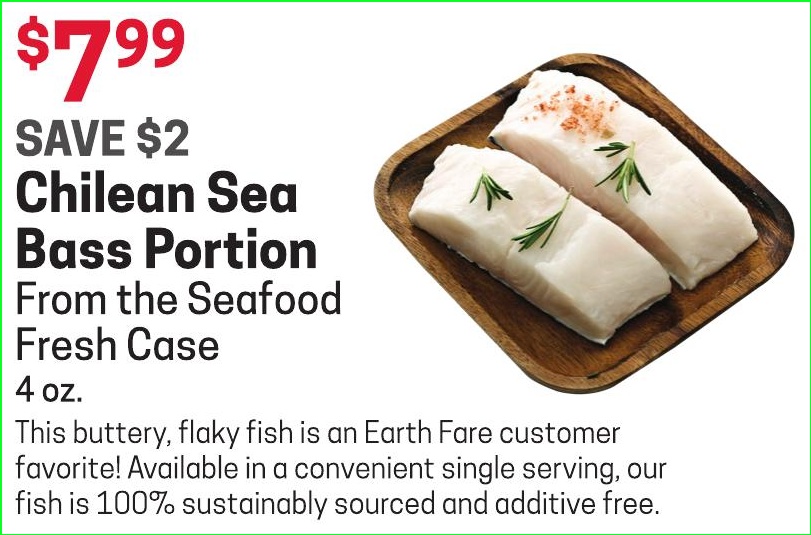 $7.99
SAVE $2
Chilean Sea
Bass Portion
From the Seafood
Fresh Case
4 oz.
This buttery, flaky fish is an Earth Fare customer
favorite! Available in a convenient single serving, our
fish is 100% sustainably sourced and additive free.